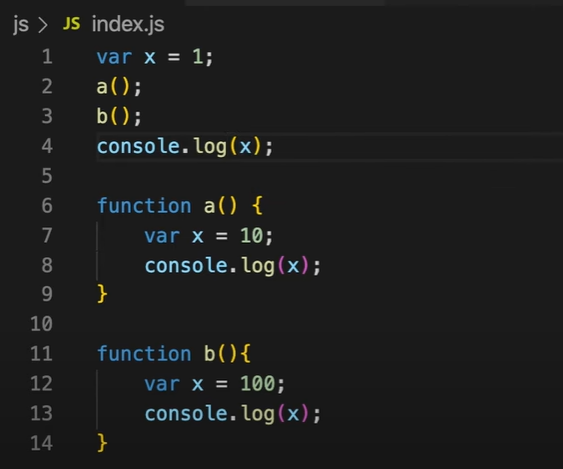 js > JS index.js
1 var x = 1;
2 a();
3 b();
4 console.log(x);
5
6 function a() {
7     var x = 10;
8     console.log(x);
9 }
10
11 function b(){
12     var x = 100;
13     console.log(x);
14 }